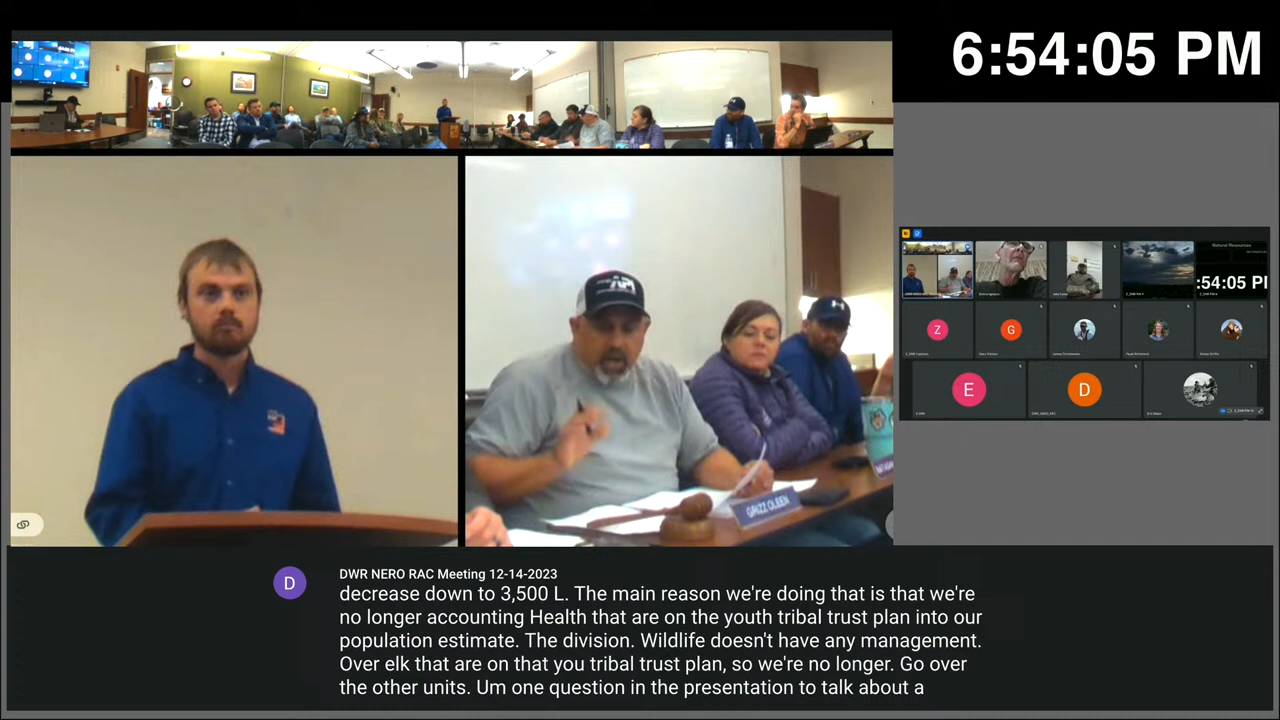 6:54:05 PM
Natural Resources
:54:05 PI
Z
G
E
D
GRIZZ OLEEN
D
DWR NERO RAC Meeting 12-14-2023
decrease down to 3,500 L. The main reason we're doing that is that we're
no longer accounting Health that are on the youth tribal trust plan into our
population estimate. The division. Wildlife doesn't have any management.
Over elk that are on that you tribal trust plan, so we're no longer. Go over
the other units. Um one question in the presentation to talk about a